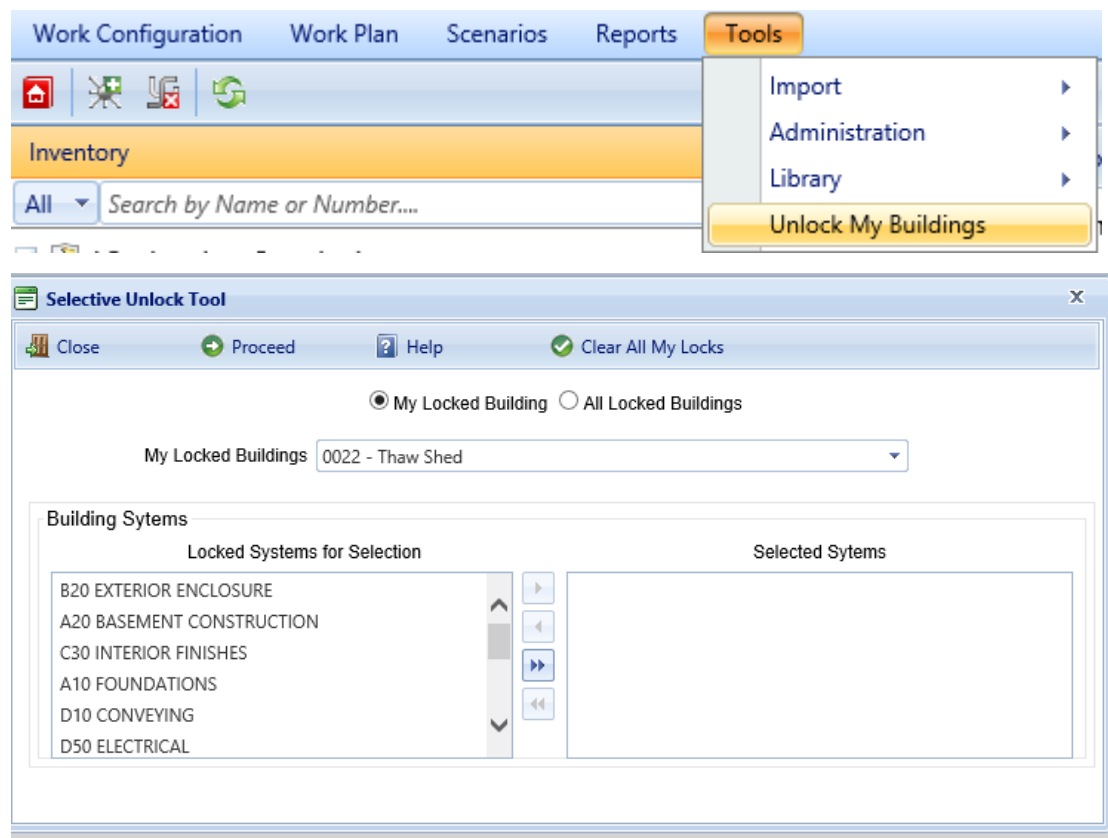 Work Configuration Work Plan Scenarios Reports Tools
Import
Administration
Inventory
Library
All Search by Name or Number....
Unlock My Buildings
Selective Unlock Tool
Close Proceed Help Clear All My Locks
My Locked Building All Locked Buildings
My Locked Buildings 0022 - Thaw Shed
Building Sytems
Locked Systems for Selection Selected Sytems
B20 EXTERIOR ENCLOSURE
A20 BASEMENT CONSTRUCTION
C30 INTERIOR FINISHES
A10 FOUNDATIONS
D10 CONVEYING
D50 ELECTRICAL